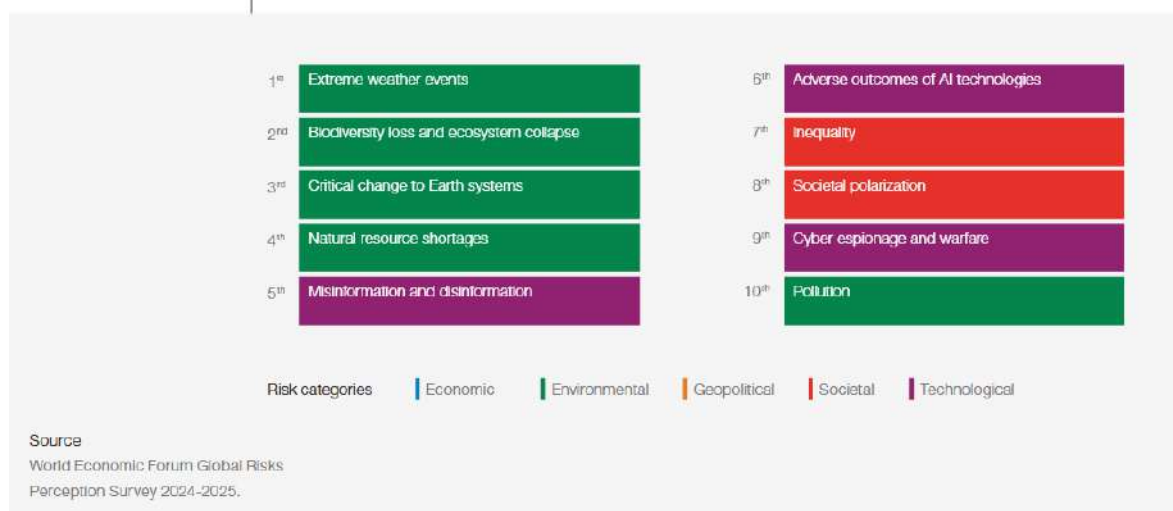 1st
Extreme weather events
2nd
Biodiversity loss and ecosystem collapse
3rd
Critical change to Earth systems
4th
Natural resource shortages
5th
Misinformation and disinformation
6th
Adverse outcomes of AI technologies
7th
Inequality
8th
Societal polarization
9th
Cyber espionage and warfare
10th
Pollution
Risk categories Economic Environmental Geopolitical Societal Technological
Source
World Economic Forum Global Risks
Perception Survey 2024-2025.